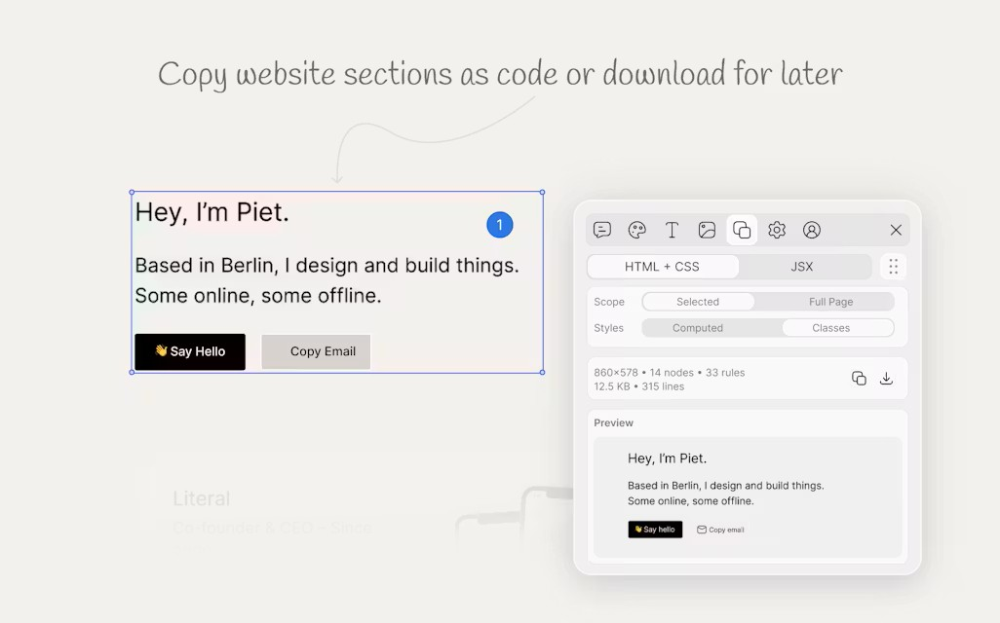 Copy website sections as code or download for later
Hey, I'm Piet.
1
Based in Berlin, I design and build things.
Some online, some offline.
👋 Say Hello
Copy Email
Literal
Co-founder & CEO – Since
HTML + CSS
JSX
Scope
Selected
Full Page
Styles
Computed
Classes
860×578 • 14 nodes • 33 rules
12.5 KB • 315 lines
Preview
Hey, I'm Piet.
Based in Berlin, I design and build things.
Some online, some offline.
👋 Say hello
Copy email